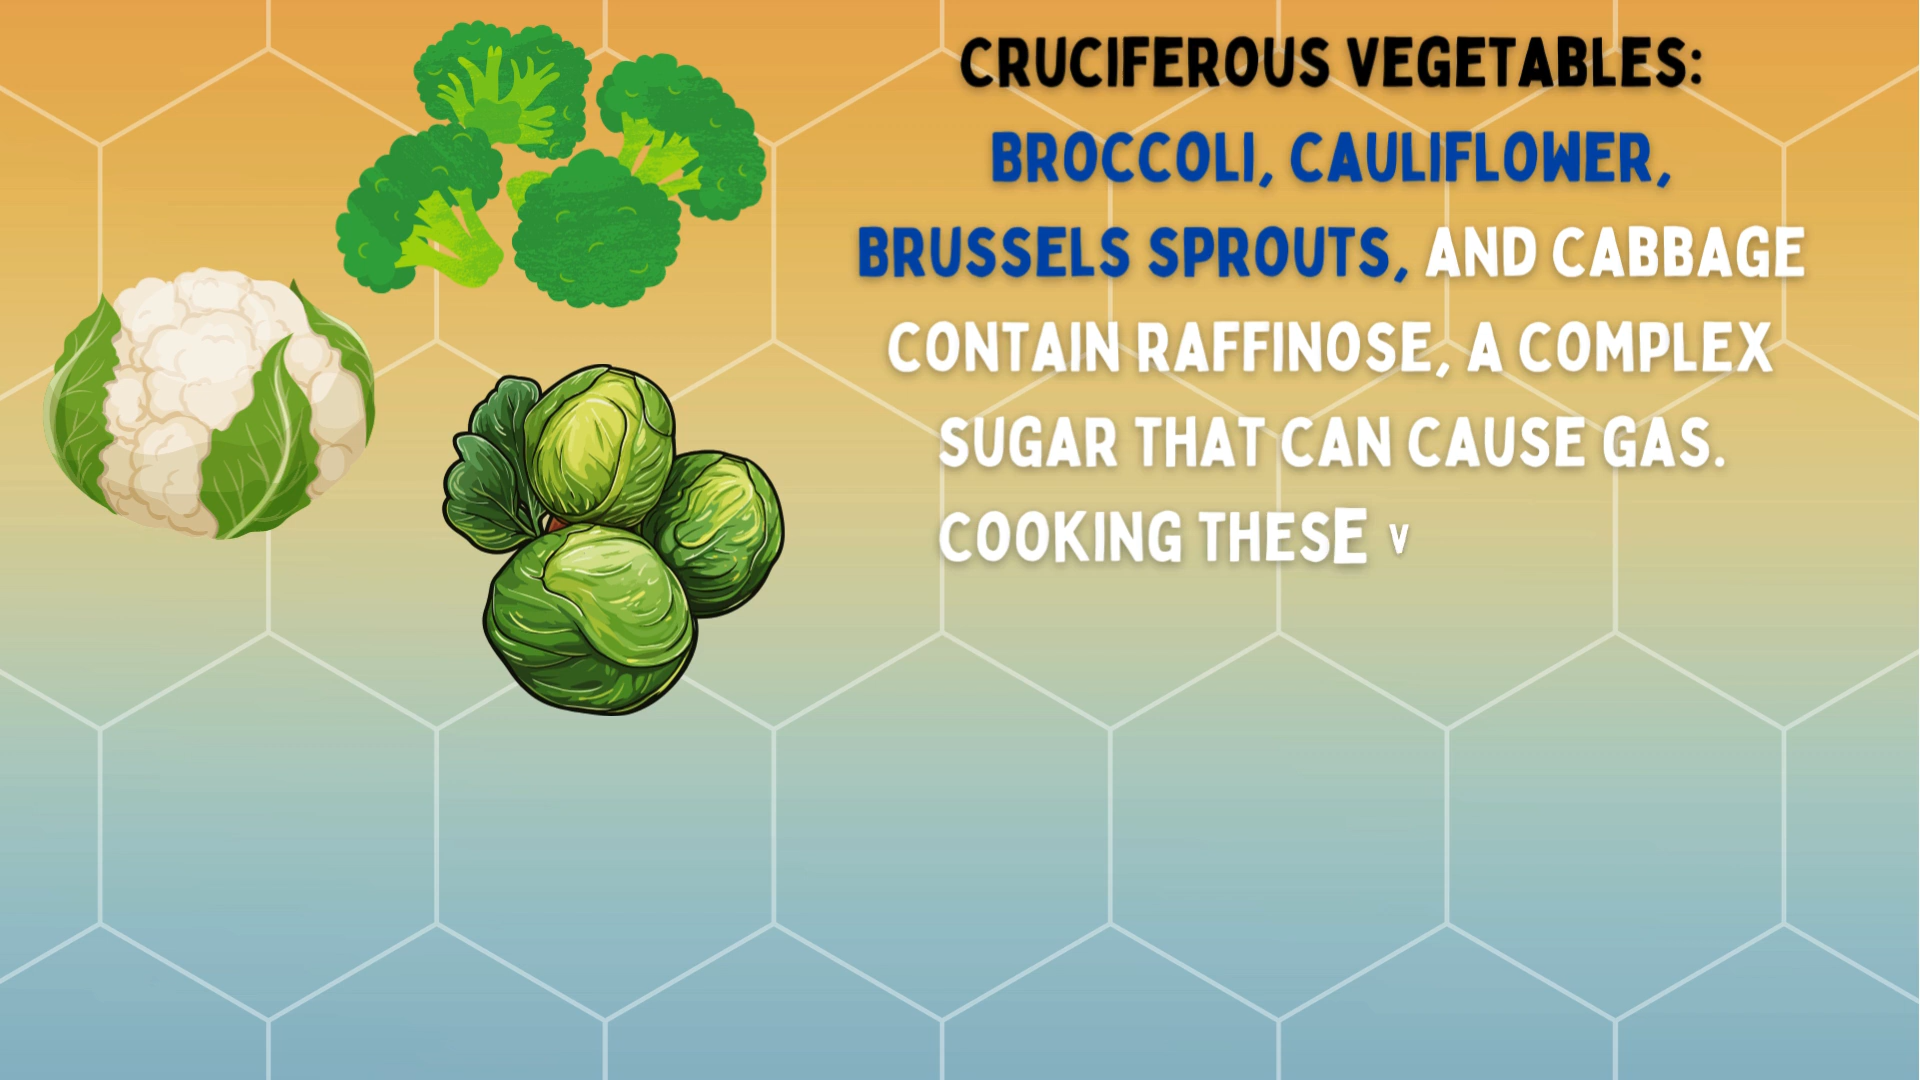 CRUCIFEROUS VEGETABLES:
BROCCOLI, CAULIFLOWER,
BRUSSELS SPROUTS, AND CABBAGE
CONTAIN RAFFINOSE, A COMPLEX
SUGAR THAT CAN CAUSE GAS.
COOKING THESE V